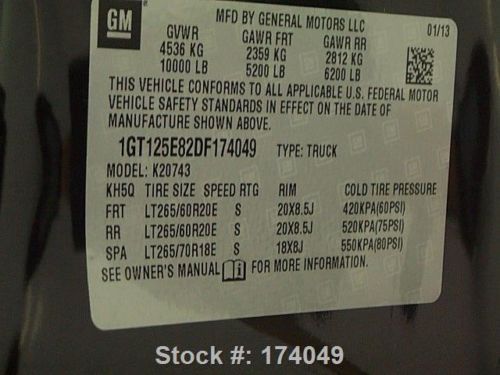 GM
MFD BY GENERAL MOTORS LLC
01/13
GVWR GAWR FRT GAWR RR
4536 KG 2359 KG 2812 KG
10000 LB 5200 LB 6200 LB
THIS VEHICLE CONFORMS TO ALL APPLICABLE U.S. FEDERAL MOTOR
VEHICLE SAFETY STANDARDS IN EFFECT ON THE DATE OF
MANUFACTURE SHOWN ABOVE.
1GT125E82DF174049 TYPE: TRUCK
MODEL: K20743
KH5Q TIRE SIZE SPEED RTG RIM COLD TIRE PRESSURE
FRT LT265/60R20E S 20X8.5J 420KPA(60PSI)
RR LT265/60R20E S 20X8.5J 520KPA(75PSI)
SPA LT265/70R18E S 18X8J 550KPA(80PSI)
SEE OWNER'S MANUAL FOR MORE INFORMATION.
Stock #: 174049